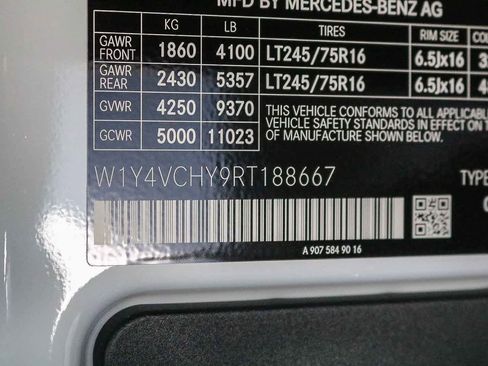 MFD BY MERCEDES-BENZ AG
KG LB TIRES RIM SIZE
GAWR FRONT 1860 4100 LT245/75R16 6.5Jx16
GAWR REAR 2430 5357 LT245/75R16 6.5Jx16
GVWR 4250 9370 THIS VEHICLE CONFORMS TO ALL APPLICABLE
VEHICLE SAFETY STANDARDS IN EFFECT ON
GCWR 5000 11023 OF MANUFACTURE SHOWN ABOVE.
W1Y4VCHY9RT188667 TYPE
A 907 584 90 16